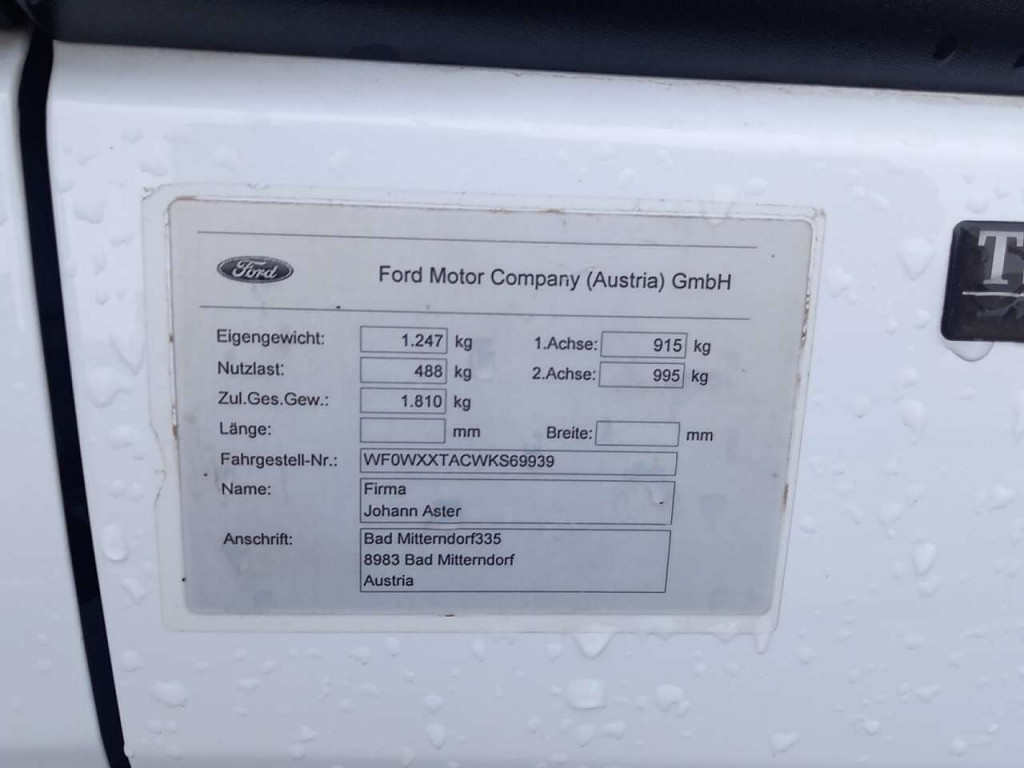 Ford Ford Motor Company (Austria) GmbH
Eigengewicht: 1.247 kg 1.Achse: 915 kg
Nutzlast: 488 kg 2.Achse: 995 kg
Zul.Ges.Gew.: 1.810 kg
Länge: mm Breite: mm
Fahrgestell-Nr.: WF0WXXTACWKS69939
Name: Firma
Johann Aster
Anschrift: Bad Mitterndorf335
8983 Bad Mitterndorf
Austria